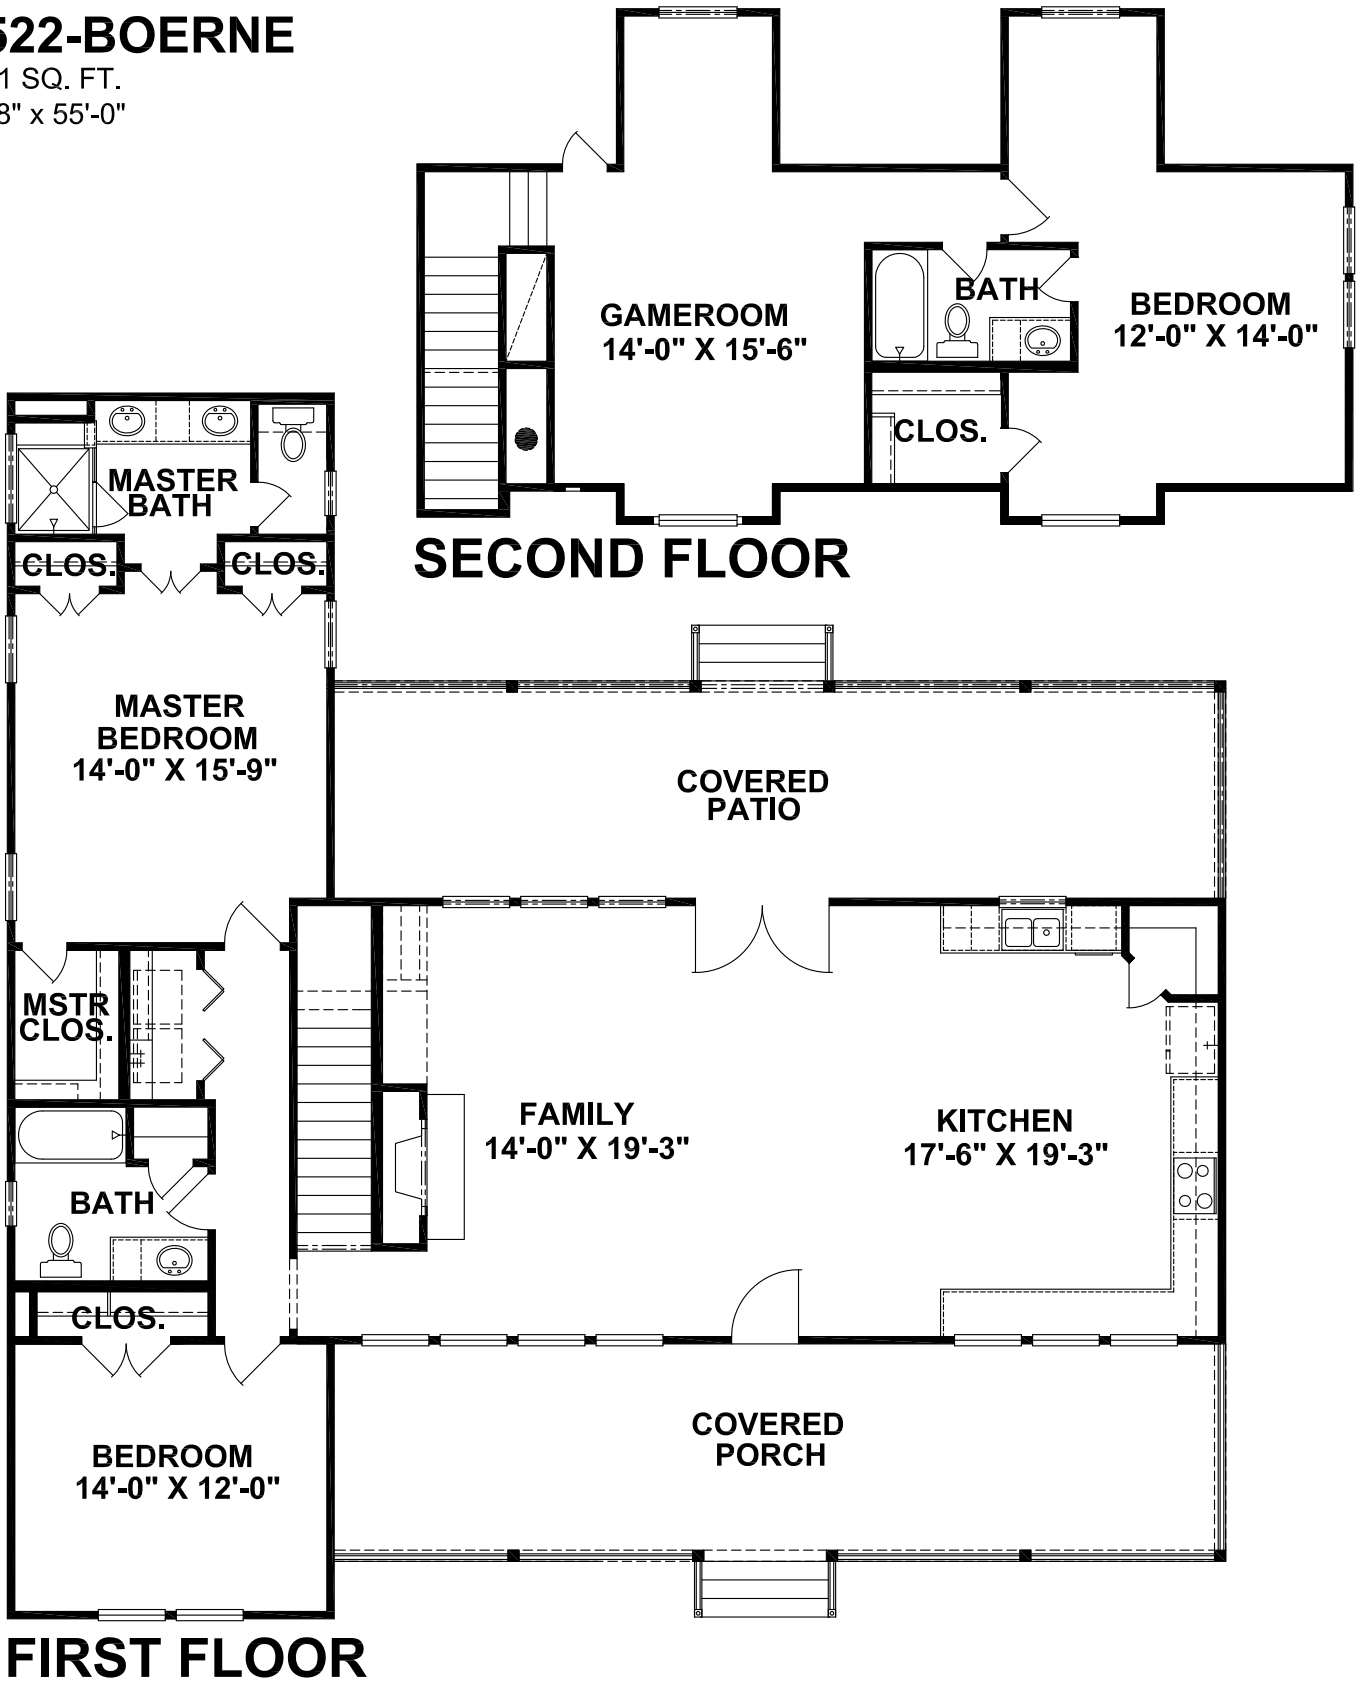 522-BOERNE
1 SQ. FT.
8" x 55'-0"
GAMEROOM
14'-0" X 15'-6"
BATH
BEDROOM
12'-0" X 14'-0"
CLOS.
SECOND FLOOR
MASTER
BATH
CLOS.
CLOS.
MASTER
BEDROOM
14'-0" X 15'-9"
COVERED
PATIO
MSTR
CLOS.
FAMILY
14'-0" X 19'-3"
KITCHEN
17'-6" X 19'-3"
BATH
CLOS.
COVERED
PORCH
BEDROOM
14'-0" X 12'-0"
FIRST FLOOR